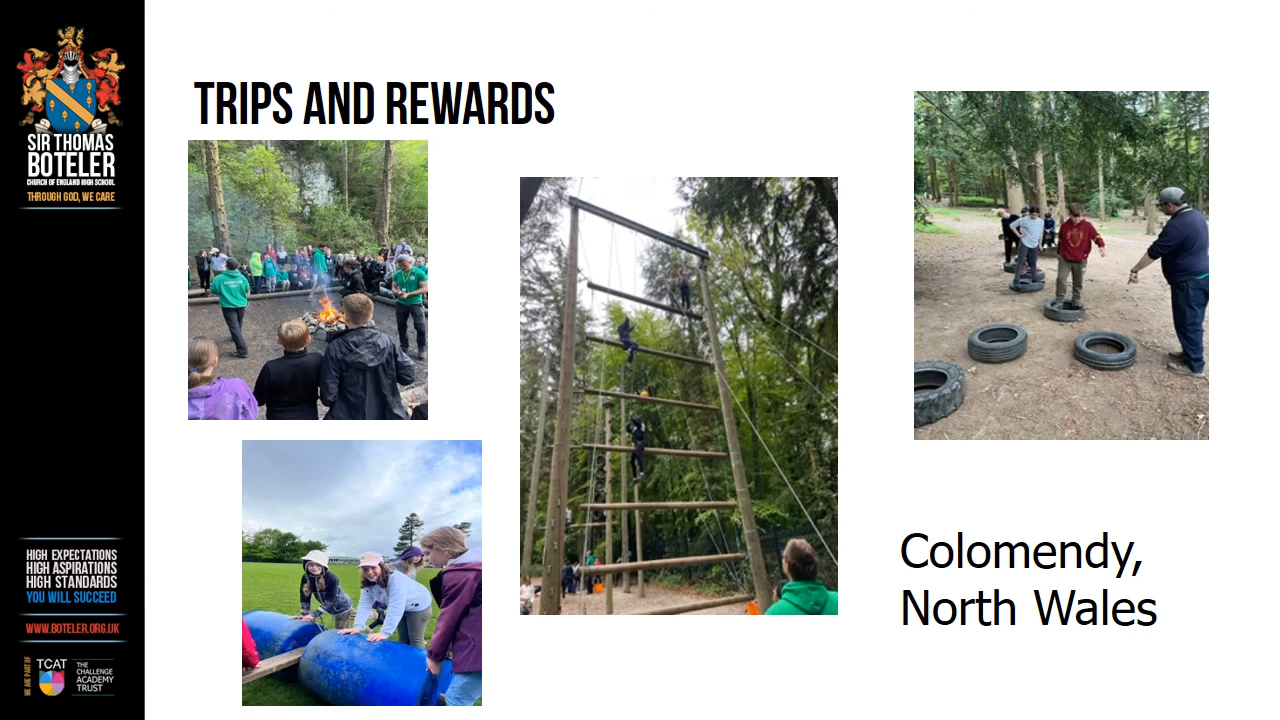 SIR THOMAS
BOTELER
CHURCH OF ENGLAND HIGH SCHOOL
THROUGH GOD, WE CARE
TRIPS AND REWARDS
Colomendy,
North Wales
HIGH EXPECTATIONS
HIGH ASPIRATIONS
HIGH STANDARDS
YOU WILL SUCCEED
WWW.BOTELER.ORG.UK
WE ARE PART OF
TCAT
THE
CHALLENGE
ACADEMY
TRUST